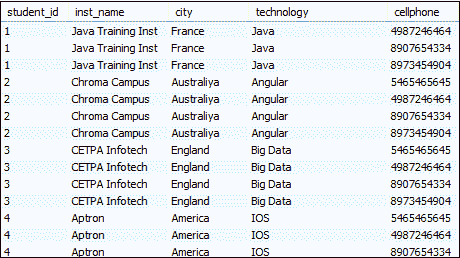 student_id inst_name city technology cellphone
1 Java Training Inst France Java 4987246464
1 Java Training Inst France Java 8907654334
1 Java Training Inst France Java 8973454904
2 Chroma Campus Australiya Angular 5465465645
2 Chroma Campus Australiya Angular 4987246464
2 Chroma Campus Australiya Angular 8907654334
2 Chroma Campus Australiya Angular 8973454904
3 CETPA Infotech England Big Data 5465465645
3 CETPA Infotech England Big Data 4987246464
3 CETPA Infotech England Big Data 8907654334
3 CETPA Infotech England Big Data 8973454904
4 Aptron America IOS 5465465645
4 Aptron America IOS 4987246464
4 Aptron America IOS 8907654334